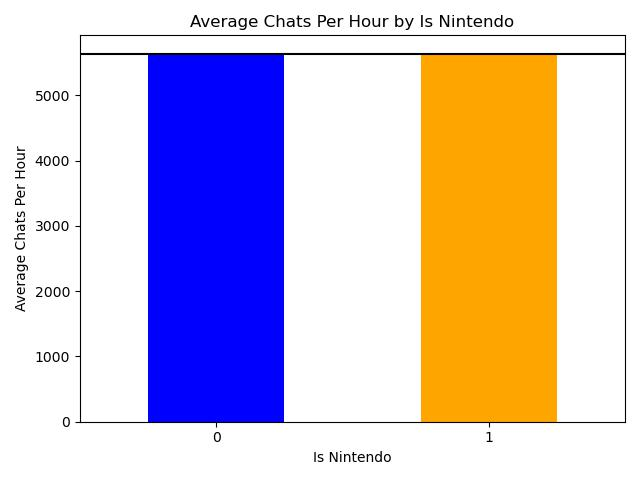 Average Chats Per Hour by Is Nintendo
Average Chats Per Hour
5000
4000
3000
2000
1000
0
0 1
Is Nintendo